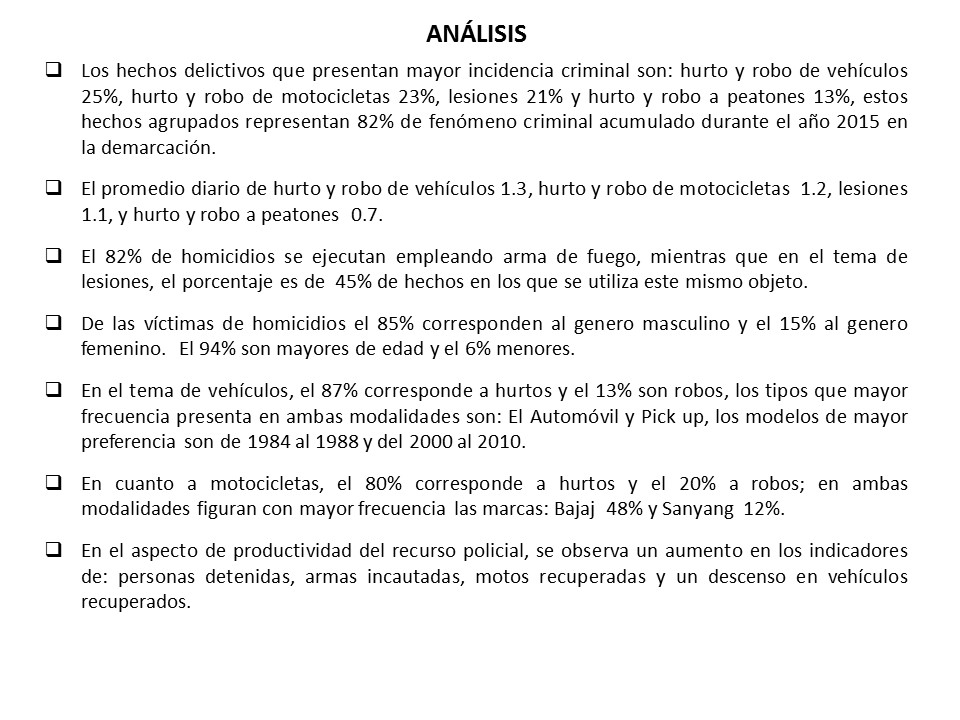 ANÁLISIS
Los hechos delictivos que presentan mayor incidencia criminal son: hurto y robo de vehículos
25%, hurto y robo de motocicletas 23%, lesiones 21% y hurto y robo a peatones 13%, estos
hechos agrupados representan 82% de fenómeno criminal acumulado durante el año 2015 en
la demarcación.
El promedio diario de hurto y robo de vehículos 1.3, hurto y robo de motocicletas 1.2, lesiones
1.1, y hurto y robo a peatones 0.7.
El 82% de homicidios se ejecutan empleando arma de fuego, mientras que en el tema de
lesiones, el porcentaje es de 45% de hechos en los que se utiliza este mismo objeto.
De las víctimas de homicidios el 85% corresponden al genero masculino y el 15% al genero
femenino. El 94% son mayores de edad y el 6% menores.
En el tema de vehículos, el 87% corresponde a hurtos y el 13% son robos, los tipos que mayor
frecuencia presenta en ambas modalidades son: El Automóvil y Pick up, los modelos de mayor
preferencia son de 1984 al 1988 y del 2000 al 2010.
En cuanto a motocicletas, el 80% corresponde a hurtos y el 20% a robos; en ambas
modalidades figuran con mayor frecuencia las marcas: Bajaj 48% y Sanyang 12%.
En el aspecto de productividad del recurso policial, se observa un aumento en los indicadores
de: personas detenidas, armas incautadas, motos recuperadas y un descenso en vehículos
recuperados.